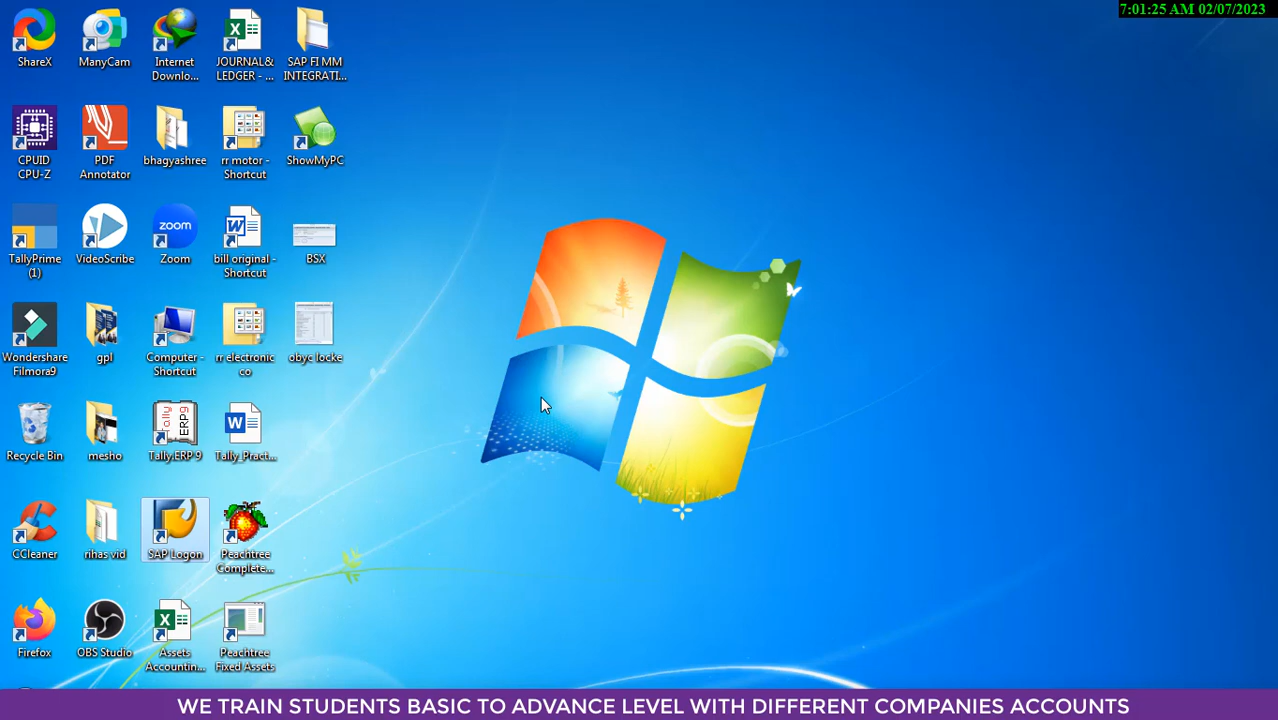 7:01:25 AM 02/07/2023
ShareX
ManyCam
Internet
Downlo...
JOURNAL&
LEDGER - ...
SAP FI MM
INTEGRATI...
CPUID
CPU-Z
PDF
Annotator
bhagyashree
rr motor -
Shortcut
ShowMyPC
TallyPrime
(1)
VideoScribe
zoom
Zoom
bill original -
Shortcut
BSX
Wondershare
Filmora9
gpl
Computer -
Shortcut
rr electronic
co
obyc locke
Recycle Bin
mesho
Tally
ERP9
Tally.ERP 9
Tally_Pract...
CCleaner
rihas vid
SAP Logon
Peachtree
Complete...
Firefox
OBS Studio
Assets
Accountin...
Peachtree
Fixed Assets
WE TRAIN STUDENTS BASIC TO ADVANCE LEVEL WITH DIFFERENT COMPANIES ACCOUNTS